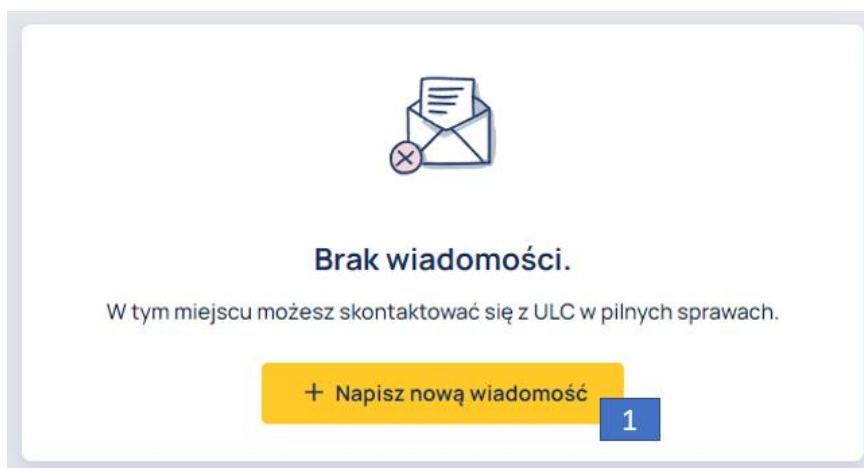 Brak wiadomości.
W tym miejscu możesz skontaktować się z ULC w pilnych sprawach.
+ Napisz nową wiadomość
1